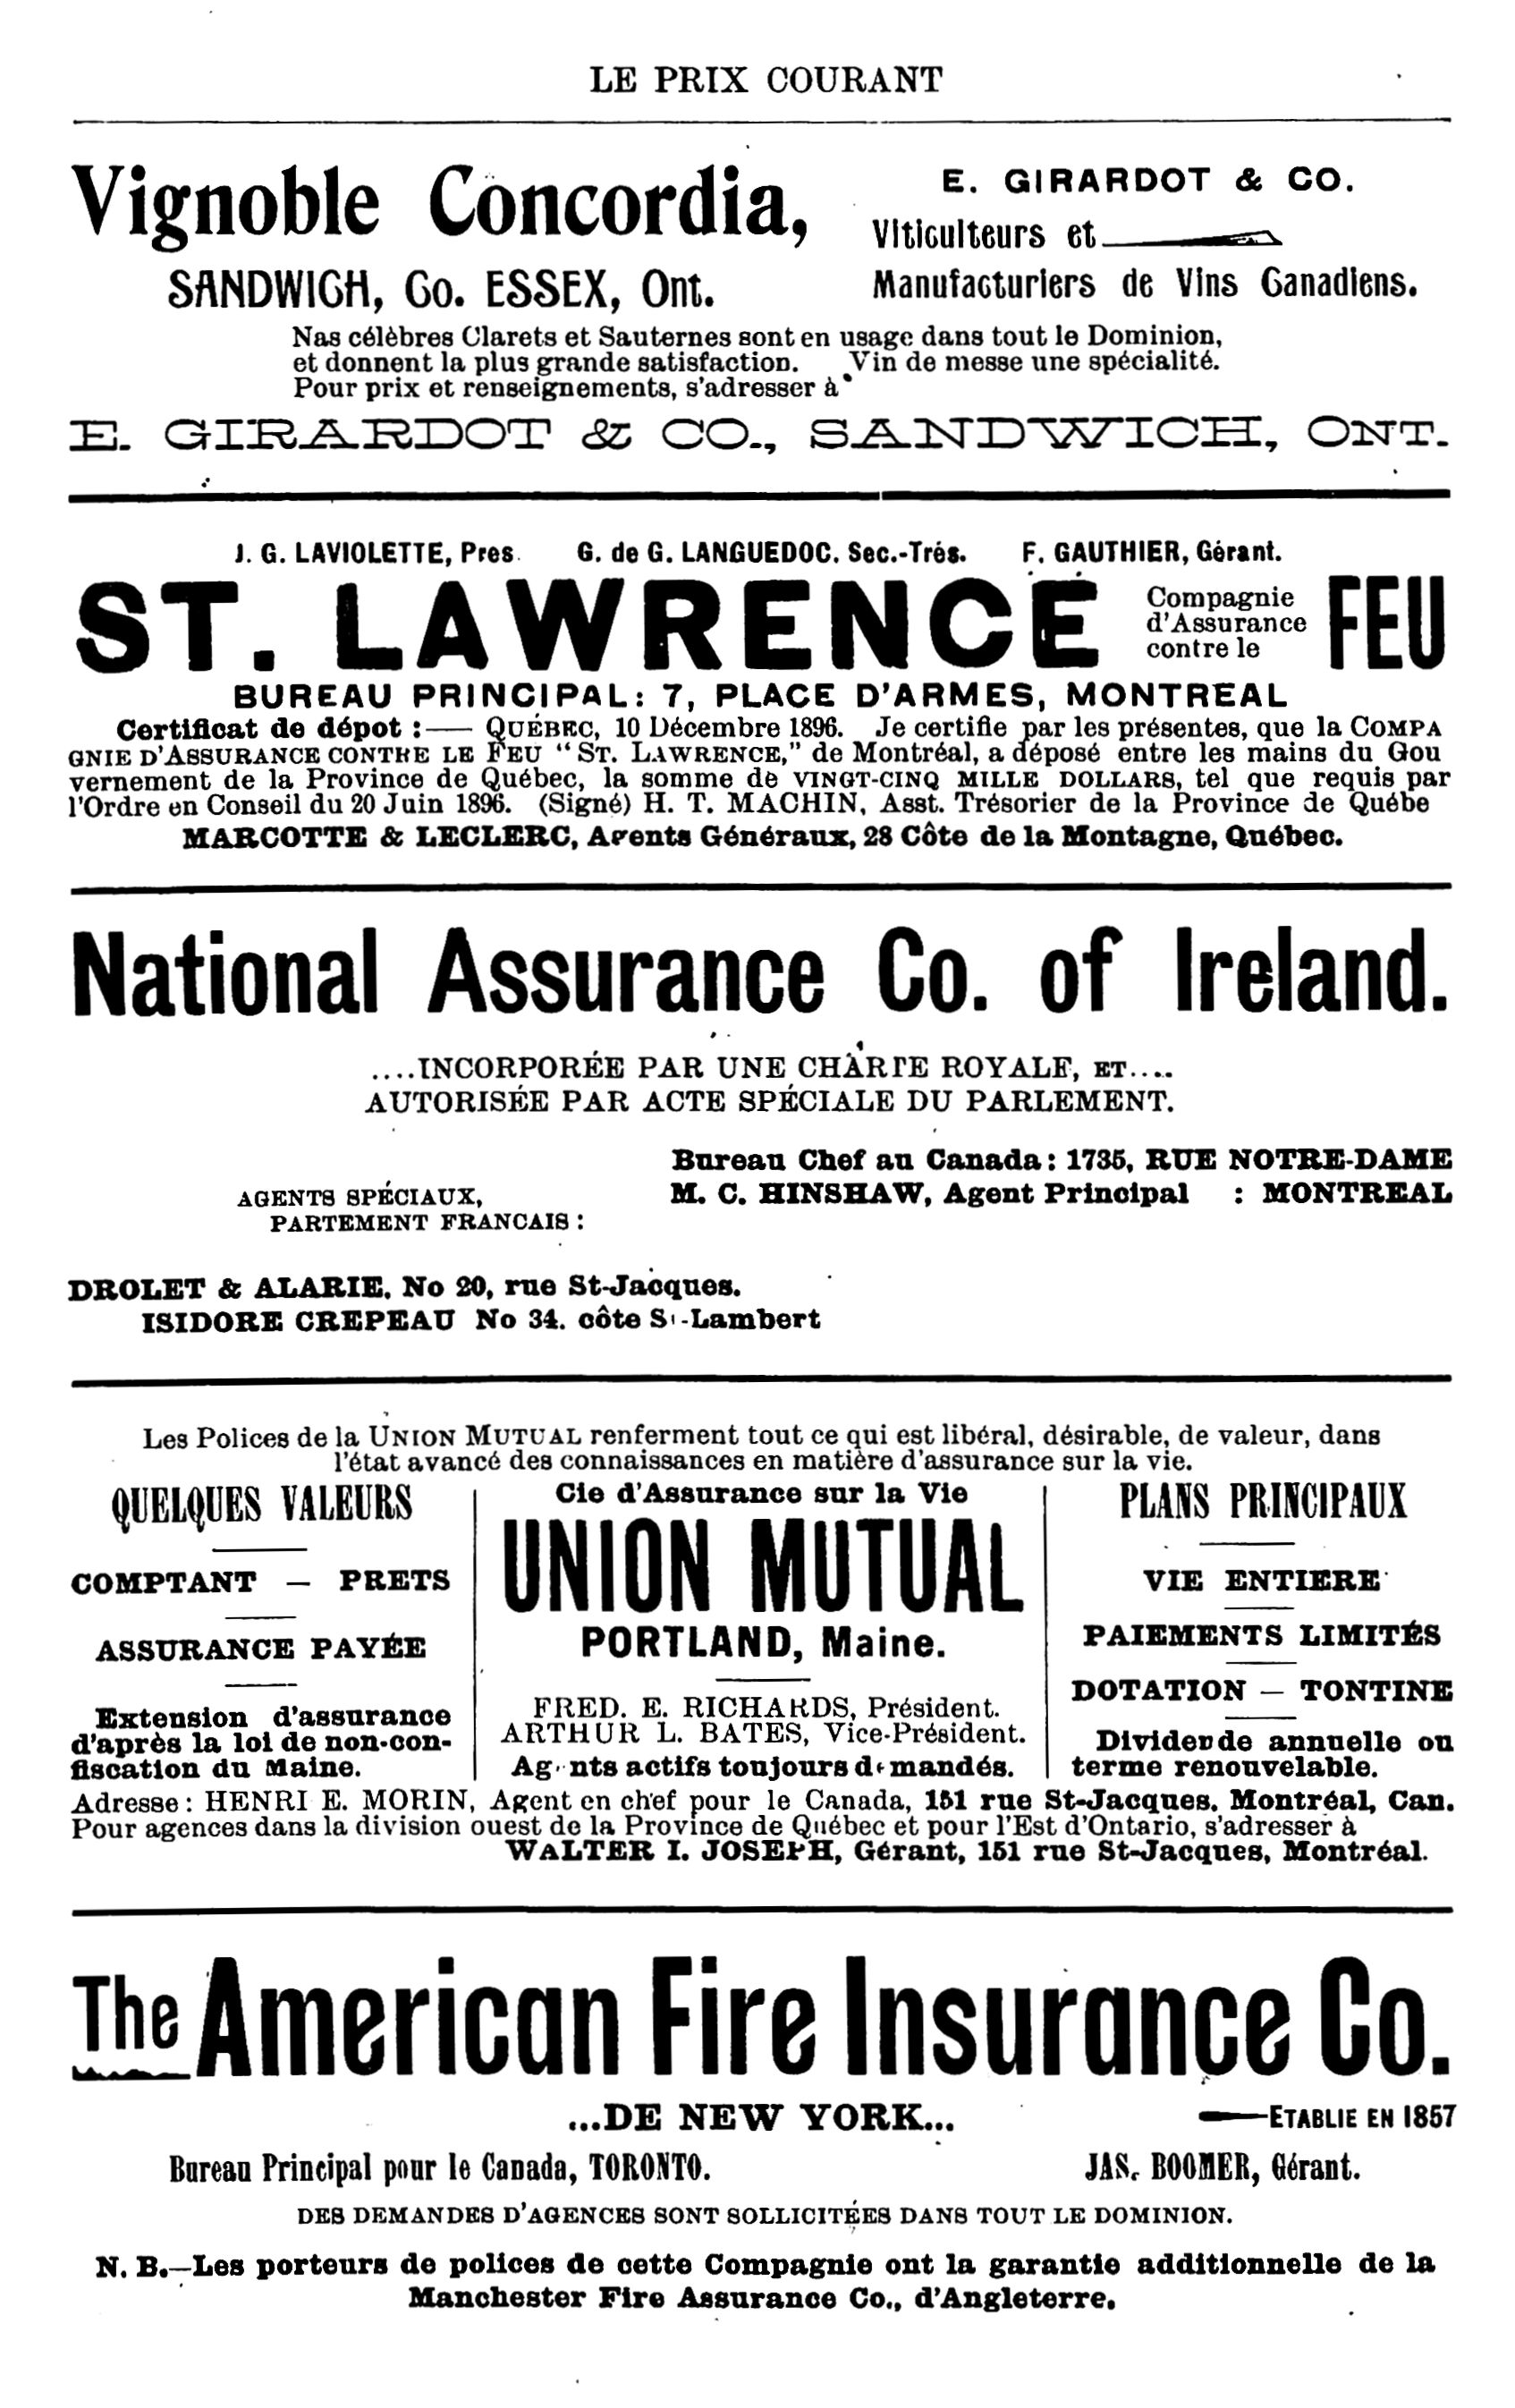 LE PRIX COURANT
Vignoble Concordia,
SANDWICH, Co. ESSEX, Ont.
E. GIRARDOT & CO.
Viticulteurs et
Manufacturiers de Vins Canadiens.
Nas célèbres Clarets et Sauternes sont en usage dans tout le Dominion,
et donnent la plus grande satisfaction. Vin de messe une spécialité.
Pour prix et renseignements, s'adresser à
E. GIRARDOT & CO., SANDWICH, ONT.
J. G. LAVIOLETTE, Pres. G. de G. LANGUEDOC. Sec.-Trés. F. GAUTHIER, Gérant.
ST. LAWRENCE
Compagnie
d'Assurance
contre le
FEU
BUREAU PRINCIPAL: 7, PLACE D'ARMES, MONTREAL
Certificat de dépot :— QUÉBEC, 10 Décembre 1896. Je certifie par les présentes, que la COMPA
GNIE D'ASSURANCE CONTRE LE FEU "ST. LAWRENCE," de Montréal, a déposé entre les mains du Gou
vernement de la Province de Québec, la somme de VINGT-CINQ MILLE DOLLARS, tel que requis par
l'Ordre en Conseil du 20 Juin 1896. (Signé) H. T. MACHIN, Asst. Trésorier de la Province de Québe
MARCOTTE & LECLERC, Agents Généraux, 28 Côte de la Montagne, Québec.
National Assurance Co. of Ireland.
....INCORPORÉE PAR UNE CHARTE ROYALE, ET....
AUTORISÉE PAR ACTE SPÉCIALE DU PARLEMENT.
Bureau Chef au Canada: 1735, RUE NOTRE-DAME
M. C. HINSHAW, Agent Principal : MONTREAL
AGENTS SPÉCIAUX,
PARTEMENT FRANCAIS :
DROLET & ALARIE, No 20, rue St-Jacques.
ISIDORE CREPEAU No 34. côte St-Lambert
Les Polices de la UNION MUTUAL renferment tout ce qui est libéral, désirable, de valeur, dans
l'état avancé des connaissances en matière d'assurance sur la vie.
QUELQUES VALEURS
COMPTANT — PRETS
ASSURANCE PAYÉE
Extension d'assurance
d'après la loi de non-con-
fiscation du Maine.
Cie d'Assurance sur la Vie
UNION MUTUAL
PORTLAND, Maine.
FRED. E. RICHARDS, Président.
ARTHUR L. BATES, Vice-Président.
Agents actifs toujours demandés.
PLANS PRINCIPAUX
VIE ENTIERE
PAIEMENTS LIMITÉS
DOTATION — TONTINE
Dividende annuelle ou
terme renouvelable.
Adresse: HENRI E. MORIN, Agent en chef pour le Canada, 151 rue St-Jacques. Montréal, Can.
Pour agences dans la division ouest de la Province de Québec et pour l'Est d'Ontario, s'adresser à
WALTER I. JOSEPH, Gérant, 151 rue St-Jacques, Montréal.
The American Fire Insurance Co.
...DE NEW YORK...
—ETABLIE EN 1857
Bureau Principal pour le Canada, TORONTO.
JAS. BOOMER, Gérant.
DES DEMANDES D'AGENCES SONT SOLLICITÉES DANS TOUT LE DOMINION.
N. B.—Les porteurs de polices de cette Compagnie ont la garantie additionnelle de la
Manchester Fire Assurance Co., d'Angleterre.